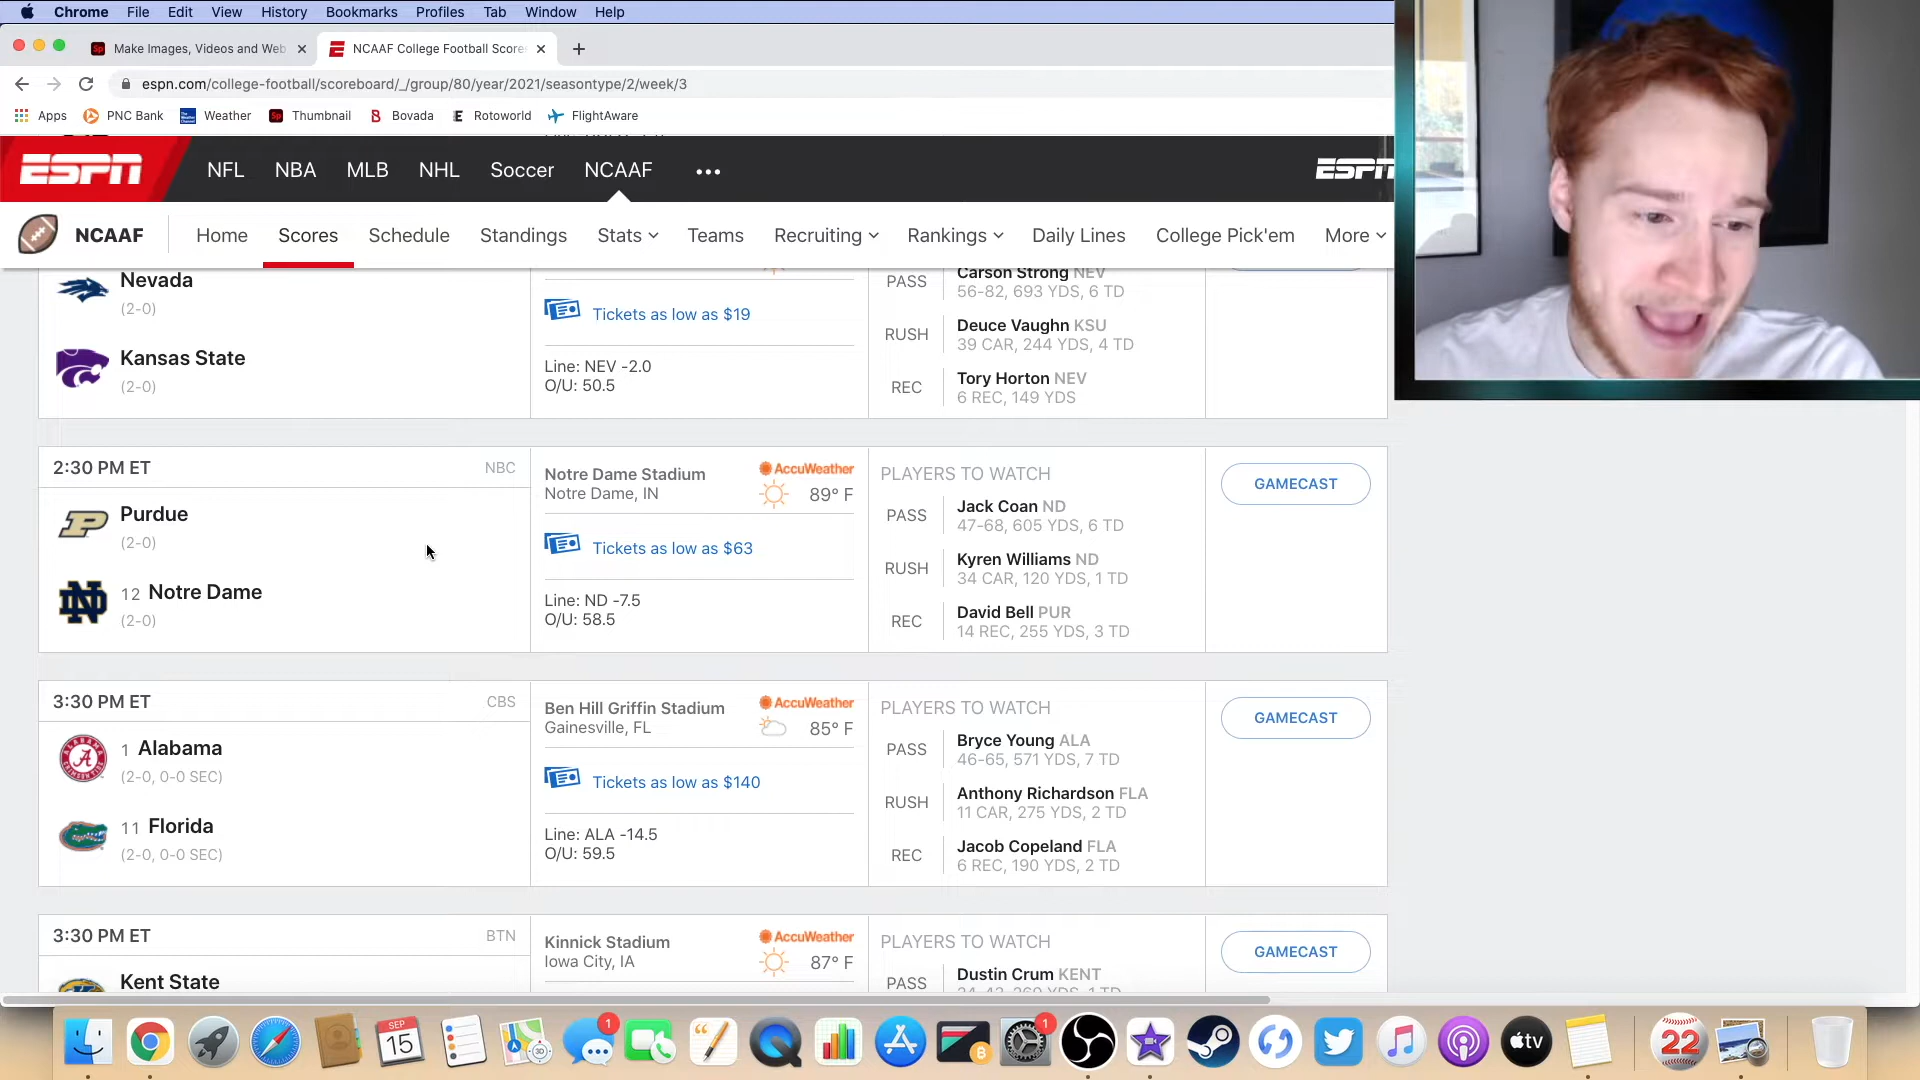 Chrome File Edit View History Bookmarks Profiles Tab Window Help
Make Images, Videos and Web NCAAF College Football Score
espn.com/college-football/scoreboard/_/group/80/year/2021/seasontype/2/week/3
Apps PNC Bank Weather Thumbnail Bovada Rotoworld FlightAware
ESPN NFL NBA MLB NHL Soccer NCAAF ••• ESPN
NCAAF Home Scores Schedule Standings Stats Teams Recruiting Rankings Daily Lines College Pick'em More
Nevada
(2-0)
Kansas State
(2-0)
Tickets as low as $19
Line: NEV -2.0
O/U: 50.5
PASS Carson Strong NEV
56-82, 693 YDS, 6 TD
RUSH Deuce Vaughn KSU
39 CAR, 244 YDS, 4 TD
REC Tory Horton NEV
6 REC, 149 YDS
2:30 PM ET NBC
Purdue
(2-0)
12 Notre Dame
(2-0)
Notre Dame Stadium
Notre Dame, IN
AccuWeather
89° F
Tickets as low as $63
Line: ND -7.5
O/U: 58.5
PLAYERS TO WATCH
PASS Jack Coan ND
47-68, 605 YDS, 6 TD
RUSH Kyren Williams ND
34 CAR, 120 YDS, 1 TD
REC David Bell PUR
14 REC, 255 YDS, 3 TD
GAMECAST
3:30 PM ET CBS
1 Alabama
(2-0, 0-0 SEC)
11 Florida
(2-0, 0-0 SEC)
Ben Hill Griffin Stadium
Gainesville, FL
AccuWeather
85° F
Tickets as low as $140
Line: ALA -14.5
O/U: 59.5
PLAYERS TO WATCH
PASS Bryce Young ALA
46-65, 571 YDS, 7 TD
RUSH Anthony Richardson FLA
11 CAR, 275 YDS, 2 TD
REC Jacob Copeland FLA
6 REC, 190 YDS, 2 TD
GAMECAST
3:30 PM ET BTN
Kent State
Kinnick Stadium
Iowa City, IA
AccuWeather
87° F
PLAYERS TO WATCH
PASS Dustin Crum KENT
GAMECAST
SEP
15
3D
1
1
tv
22